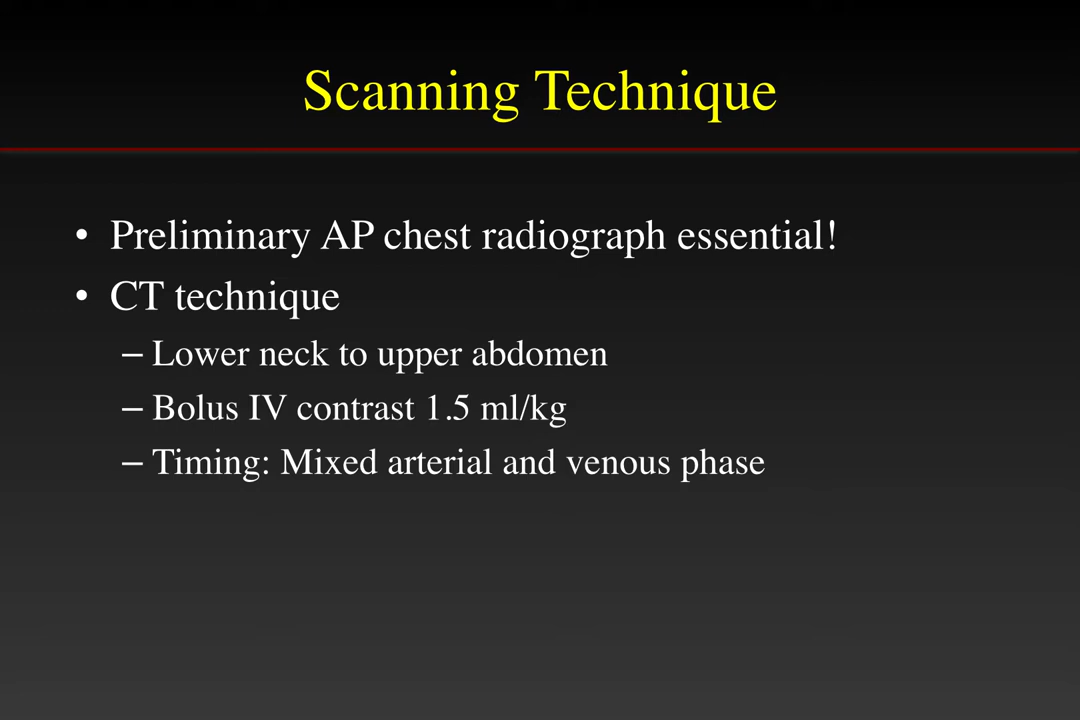 Scanning Technique
• Preliminary AP chest radiograph essential!
• CT technique
– Lower neck to upper abdomen
– Bolus IV contrast 1.5 ml/kg
– Timing: Mixed arterial and venous phase